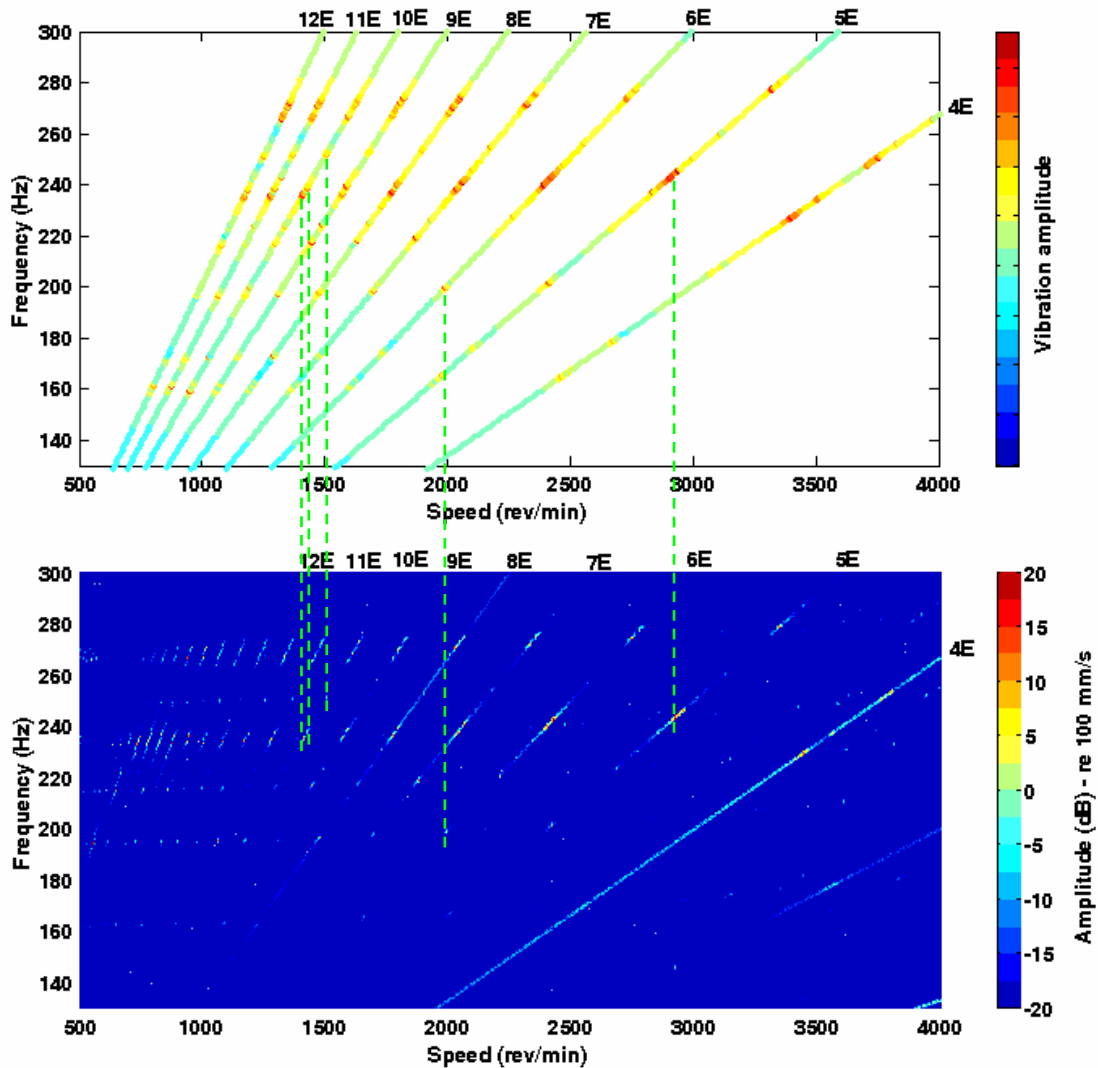 12E 11E 10E 9E 8E 7E 6E 5E
300
280
260
240
220
200
180
160
140
4E
Frequency (Hz)
Vibration amplitude
500 1000 1500 2000 2500 3000 3500 4000
Speed (rev/min)
12E 11E 10E 9E 8E 7E 6E 5E
300
280
260
240
220
200
180
160
140
4E
Frequency (Hz)
20
15
10
5
0
-5
-10
-15
-20
Amplitude (dB) - re 100 mm/s
500 1000 1500 2000 2500 3000 3500 4000
Speed (rev/min)